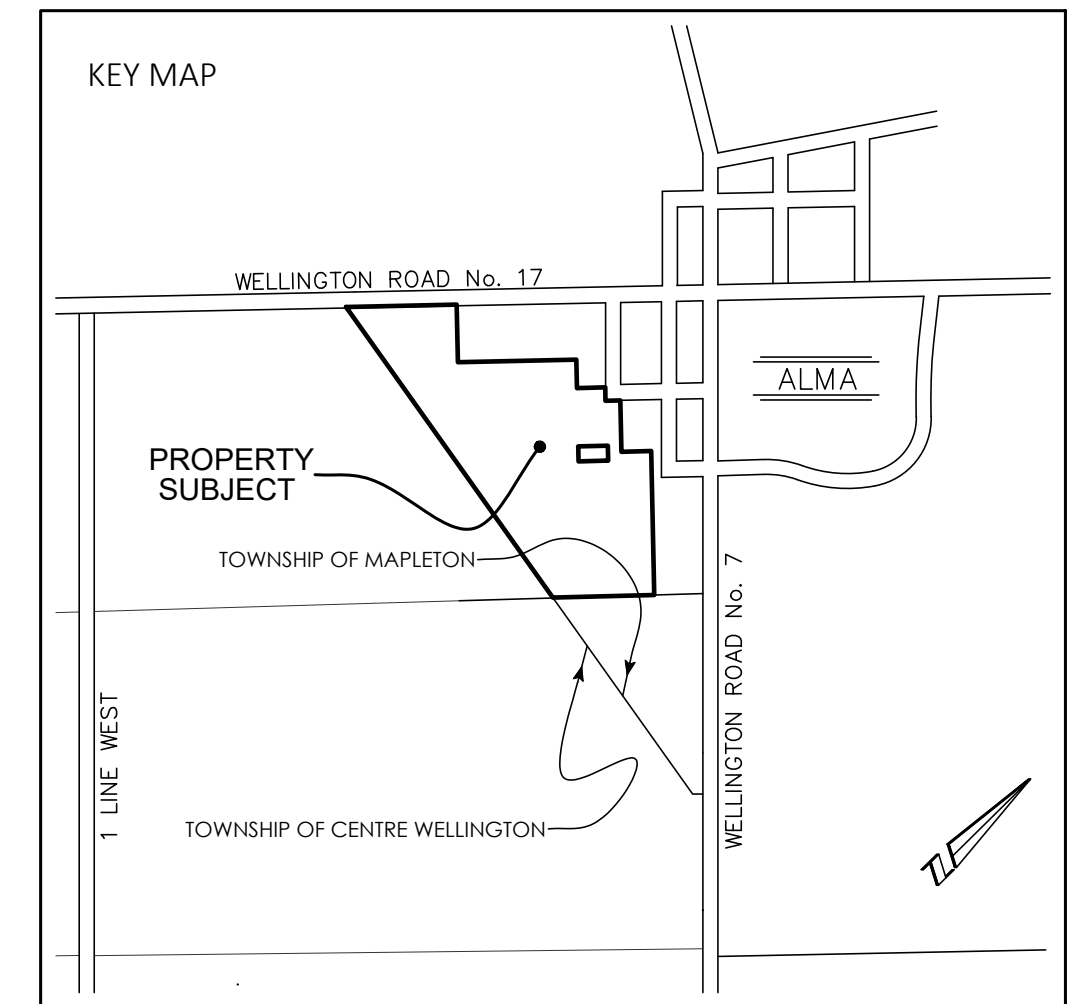 KEY MAP
WELLINGTON ROAD No. 17
ALMA
PROPERTY
SUBJECT
TOWNSHIP OF MAPLETON
WELLINGTON ROAD No. 7
1 LINE WEST
TOWNSHIP OF CENTRE WELLINGTON
N